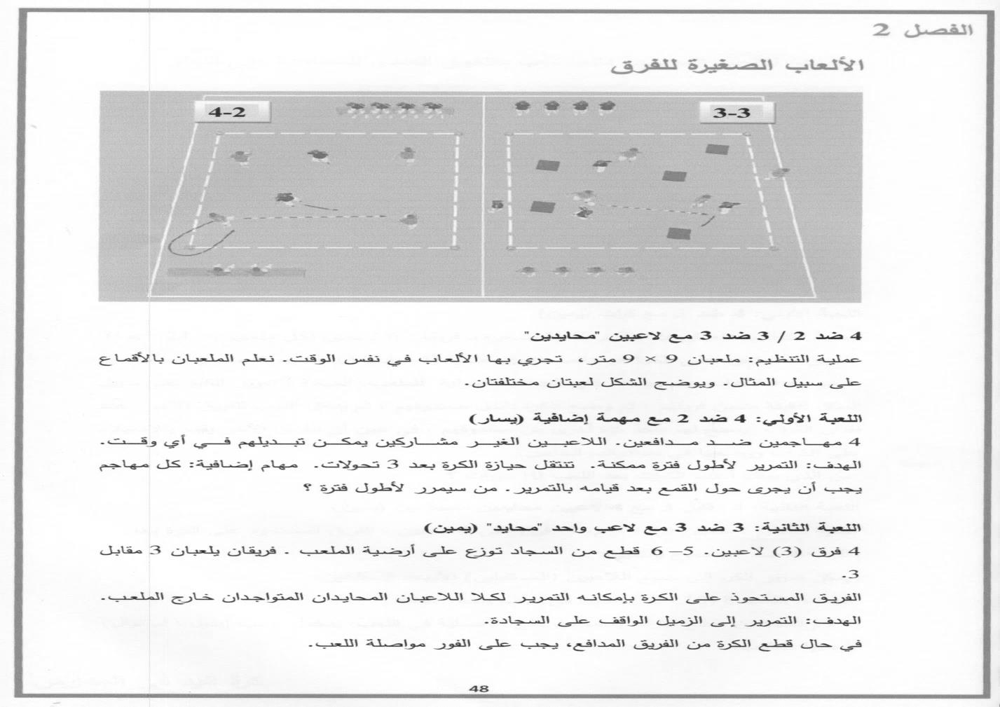 الفصل 2
الألعاب الصغيرة للفرق
4-2
3-3
4 ضد 2 / 3 ضد 3 مع لاعبين "محايدين"
عملية التنظيم: ملعبان 9 × 9 متر، تجري بها الألعاب في نفس الوقت. نعلم الملعبان بالأقماع
على سبيل المثال. ويوضح الشكل لعبتان مختلفتان.
اللعبة الأولي: 4 ضد 2 مع مهمة إضافية (يسار)
4 مهاجمين ضد مدافعين. اللاعبين الغير مشاركين يمكن تبديلهم في أي وقت.
الهدف: التمرير لأطول فترة ممكنة. تنتقل حيازة الكرة بعد 3 تحولات. مهام إضافية: كل مهاجم
يجب أن يجرى حول القمع بعد قيامه بالتمرير. من سيمرر لأطول فترة ؟
اللعبة الثانية: 3 ضد 3 مع لاعب واحد "محايد" (يمين)
4 فرق (3) لاعبين. 5– 6 قطع من السجاد توزع على أرضية الملعب . فريقان يلعبان 3 مقابل
3.
الفريق المستحوذ على الكرة بإمكانه التمرير لكلا اللاعبان المحايدان المتواجدان خارج الملعب.
الهدف: التمرير إلى الزميل الواقف على السجادة.
في حال قطع الكرة من الفريق المدافع، يجب على الفور مواصلة اللعب.
48